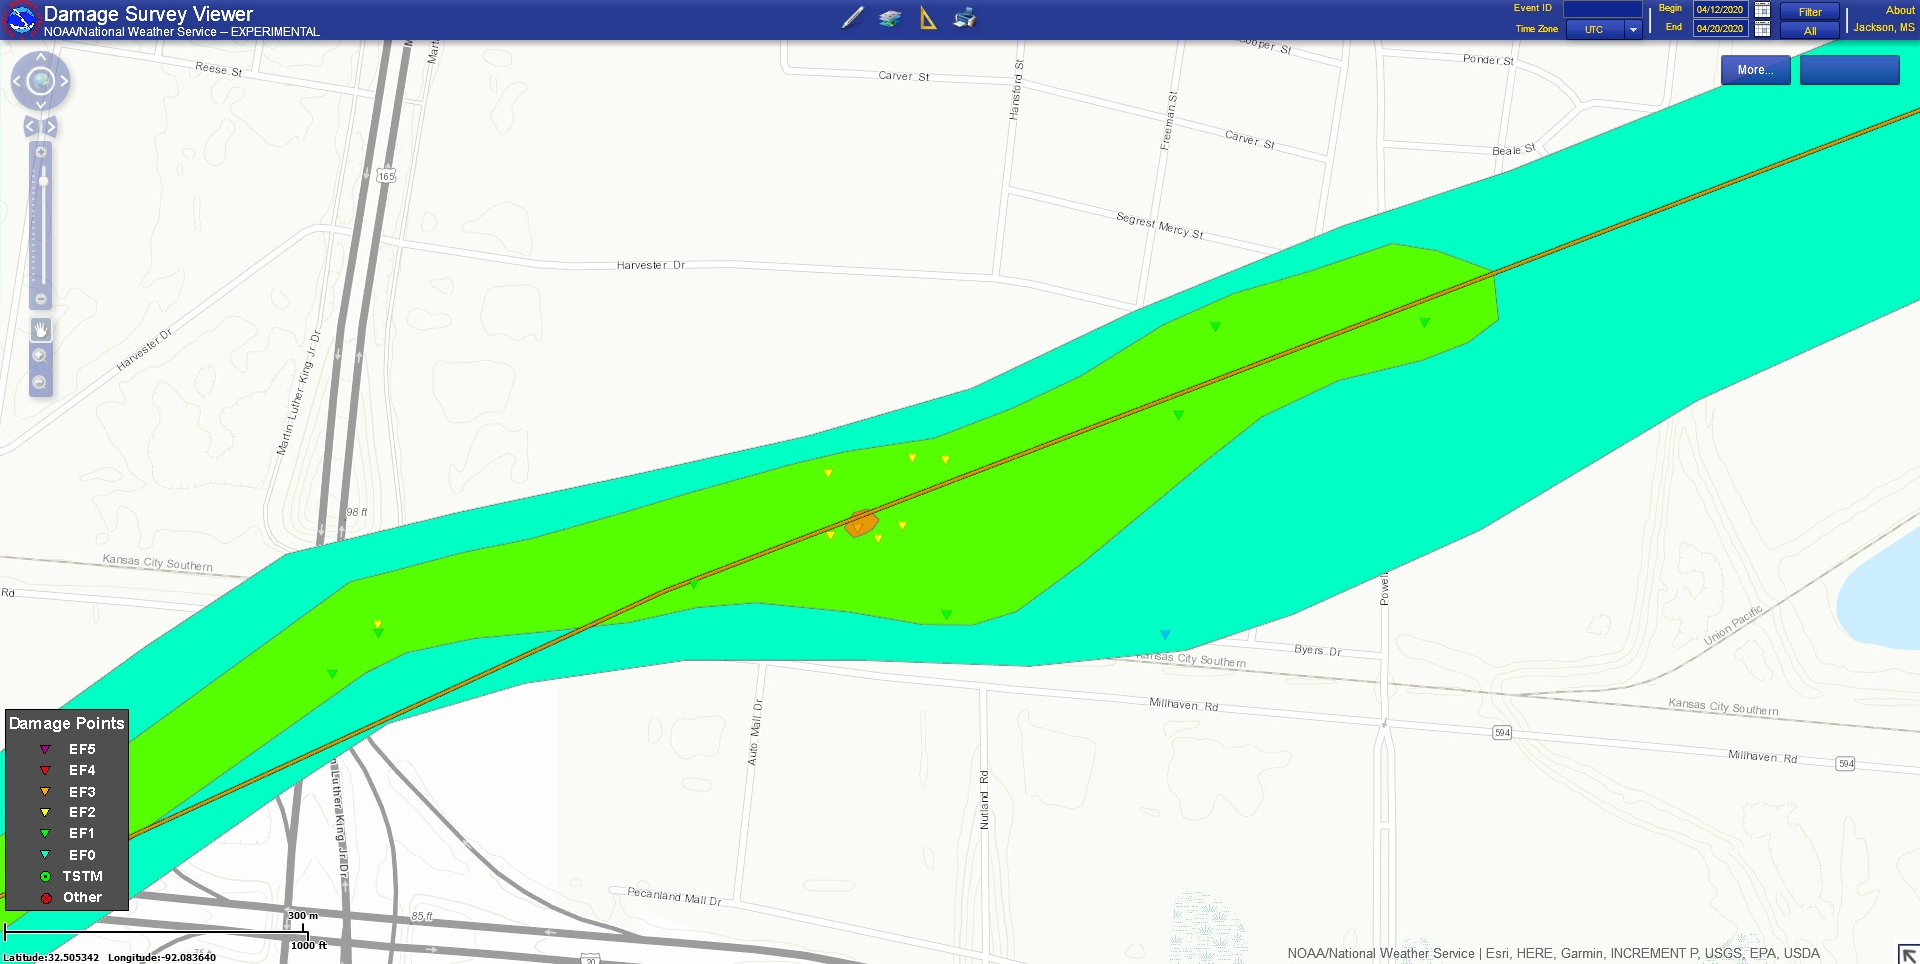 Damage Survey Viewer
NOAA/National Weather Service – EXPERIMENTAL
Event ID
Time Zone
UTC
Begin
04/12/2020
End
04/20/2020
Filter
All
About
Jackson, MS
More...
Reese St
Carver St
Hansford St
Freeman St
Cooper St
Ponder St
Carver St
Beale St
165
Segrest Mercy St
Harvester Dr
Harvester Dr
Martin Luther King Jr Dr
98 ft
Kansas City Southern
Rd
Powell
Union Pacific
Byers Dr
Kansas City Southern
Kansas City Southern
Millhaven Rd
594
Millhaven Rd
594
Auto Mall Dr
Nutland Rd
n Luther King Jr Dr
Pecanland Mall Dr
85 ft
75 ft
20
Damage Points
EF5
EF4
EF3
EF2
EF1
EF0
TSTM
Other
300 m
1000 ft
Latitude:32.505342 Longitude:-92.083640
NOAA/National Weather Service | Esri, HERE, Garmin, INCREMENT P, USGS, EPA, USDA